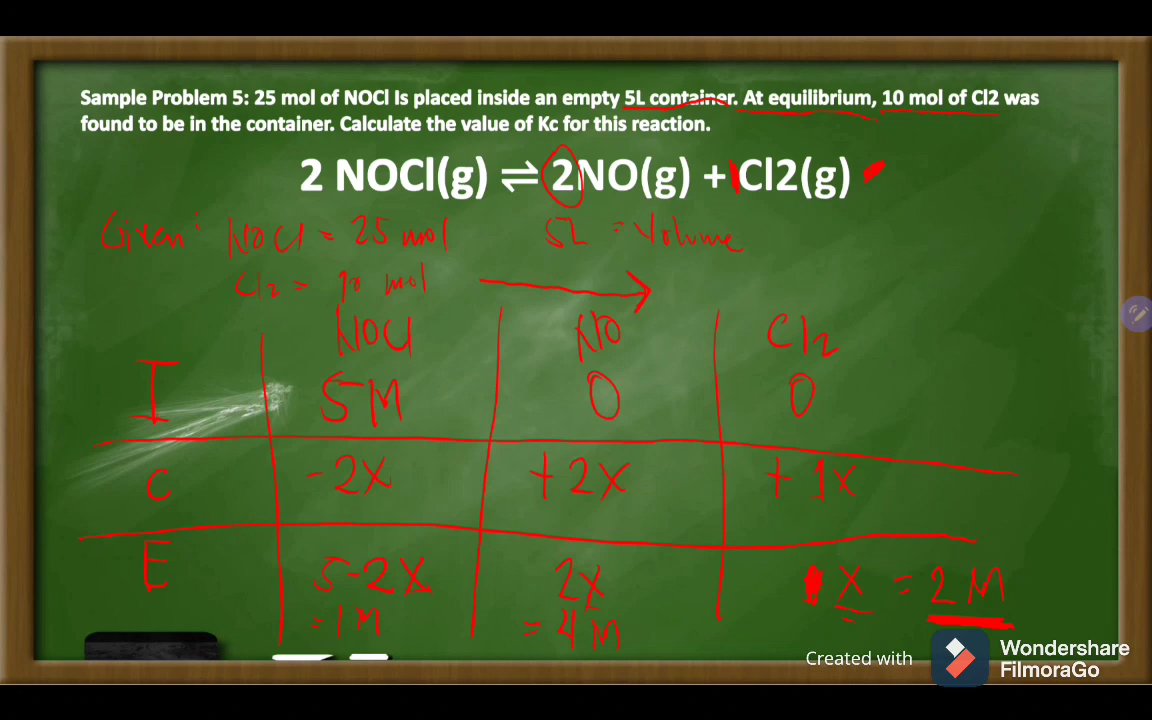 Sample Problem 5: 25 mol of NOCl Is placed inside an empty 5L container. At equilibrium, 10 mol of Cl2 was
found to be in the container. Calculate the value of Kc for this reaction.
2 NOCl(g) ⇌ 2NO(g) + Cl2(g)
Given: NOCl = 25 mol 5L = Volume
Cl2 = 10 mol
NOCl NO Cl2
I 5M 0 0
C -2X +2X +1X
E 5-2X 2X X = 2M
= 1M = 4M
Created with Wondershare FilmoraGo